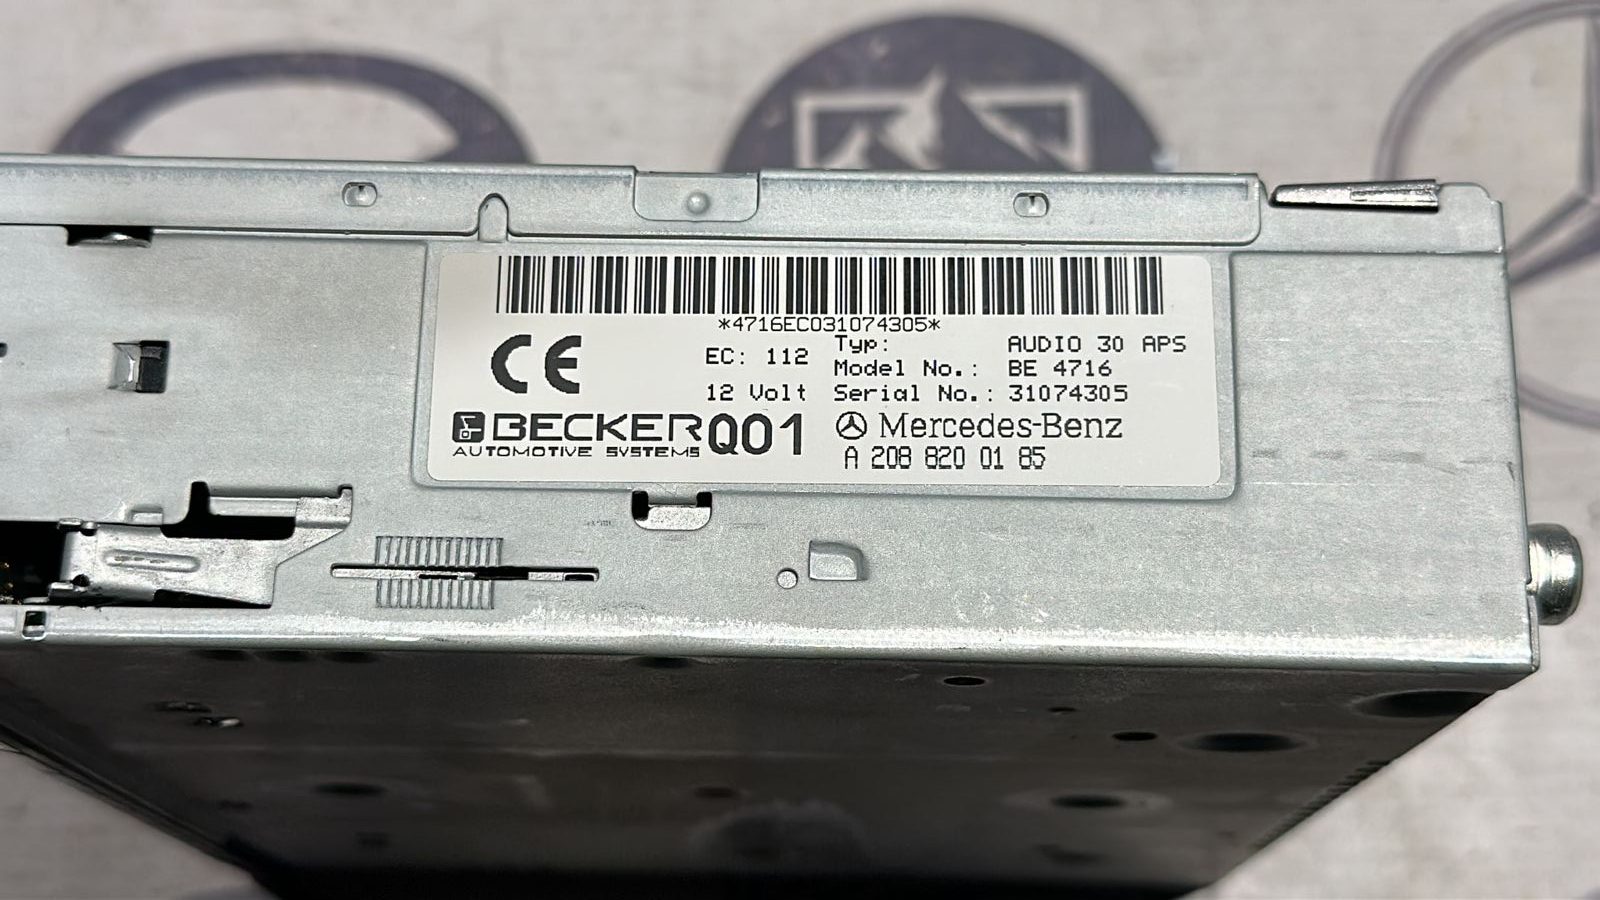 *4716EC031074305*
EC: 112
12 Volt
Typ: AUDIO 30 APS
Model No.: BE 4716
Serial No.: 31074305
CE
BECKER
AUTOMOTIVE SYSTEMS
Q01
Mercedes-Benz
A 208 820 01 85